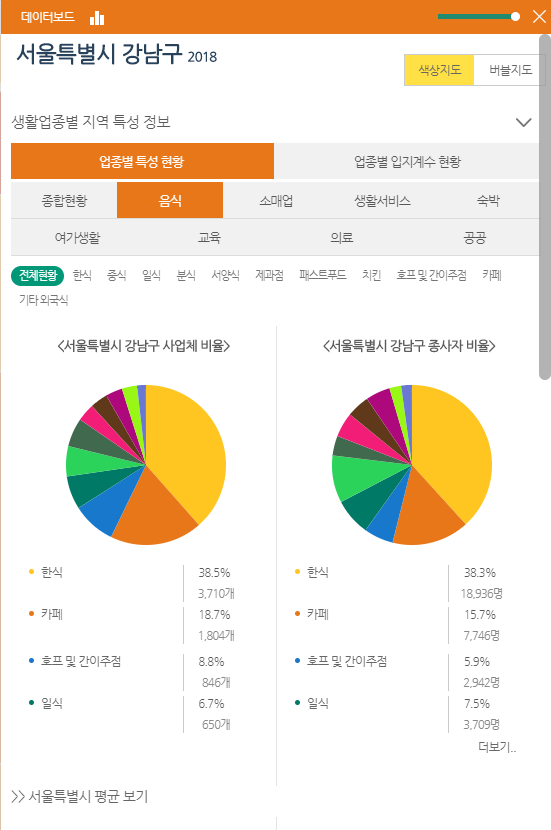 데이터보드
서울특별시 강남구 2018
색상지도 버블지도
생활업종별 지역 특성 정보
업종별 특성 현황 업종별 입지계수 현황
종합현황 음식 소매업 생활서비스 숙박
여가생활 교육 의료 공공
전체현황 한식 중식 일식 분식 서양식 제과점 패스트푸드 치킨 호프 및 간이주점 카페
기타 외국식
<서울특별시 강남구 사업체 비율> <서울특별시 강남구 종사자 비율>
한식 38.5% 한식 38.3%
3,710개 18,936명
카페 18.7% 카페 15.7%
1,804개 7,746명
호프 및 간이주점 8.8% 호프 및 간이주점 5.9%
846개 2,942명
일식 6.7% 일식 7.5%
650개 3,709명
더보기..
>> 서울특별시 평균 보기